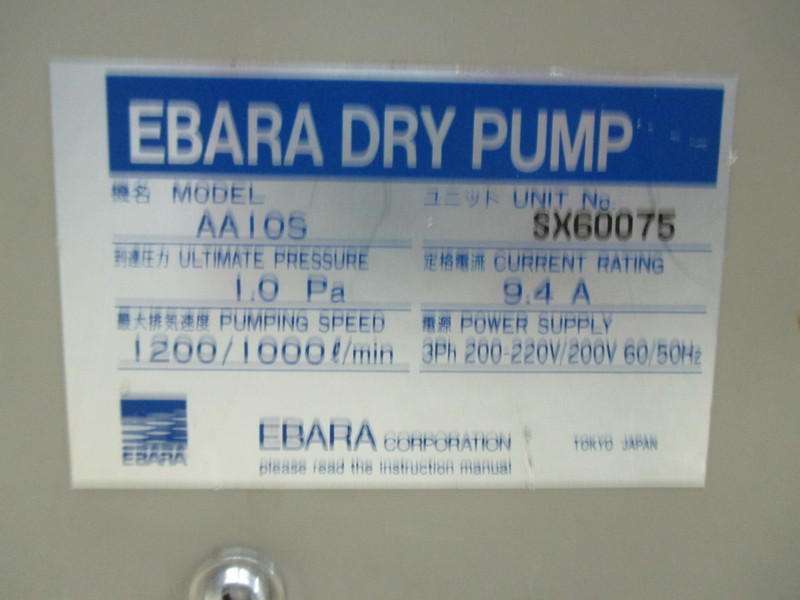 EBARA DRY PUMP
機名 MODEL
AA10S
ユニット UNIT No.
SX60075
到達圧力 ULTIMATE PRESSURE
1.0 Pa
定格電流 CURRENT RATING
9.4 A
最大排気速度 PUMPING SPEED
1200/1000ℓ/min
電源 POWER SUPPLY
3Ph 200-220V/200V 60/50Hz
EBARA
EBARA CORPORATION
TOKYO JAPAN
please read the instruction manual